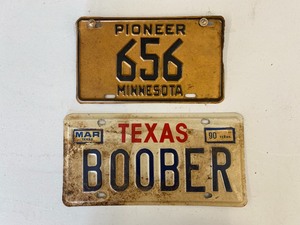 PIONEER
656
MINNESOTA
MAR TEXAS 90
BOOBER